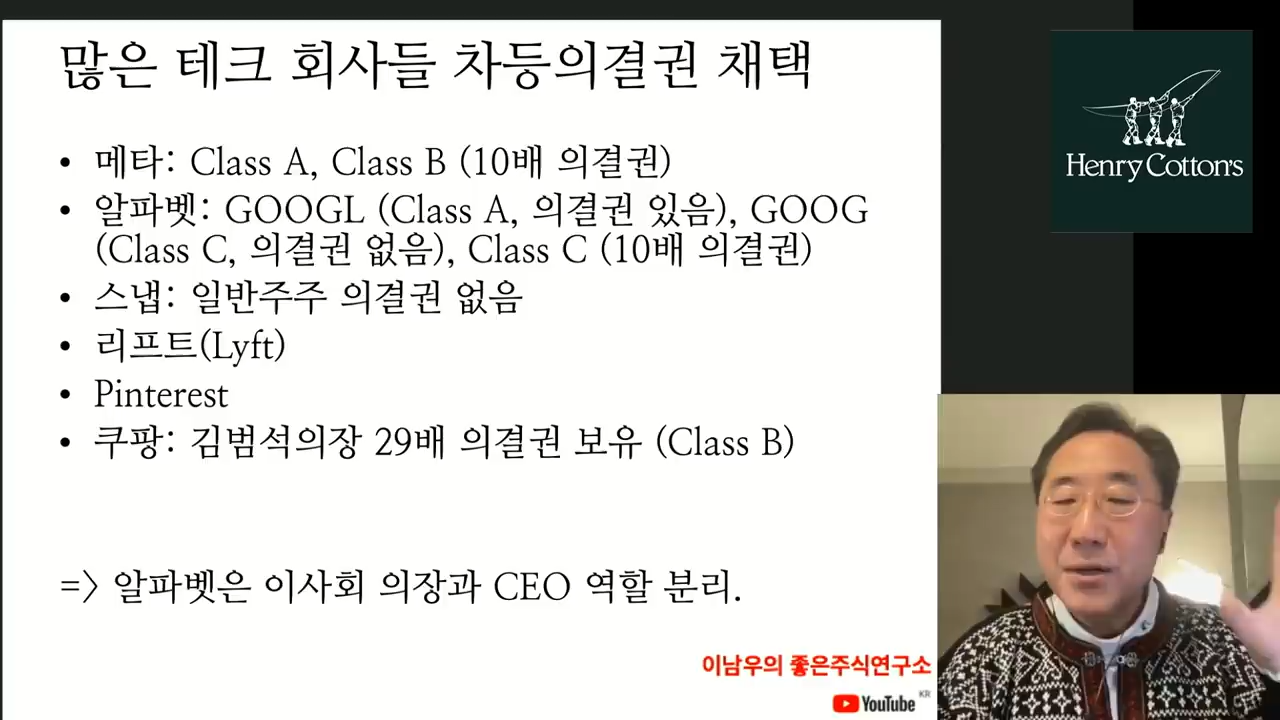 많은 테크 회사들 차등의결권 채택
• 메타: Class A, Class B (10배 의결권)
• 알파벳: GOOGL (Class A, 의결권 있음), GOOG
(Class C, 의결권 없음), Class C (10배 의결권)
• 스냅: 일반주주 의결권 없음
• 리프트(Lyft)
• Pinterest
• 쿠팡: 김범석의장 29배 의결권 보유 (Class B)
=> 알파벳은 이사회 의장과 CEO 역할 분리.
이남우의 좋은주식연구소
YouTube KR
Henry Cotton's